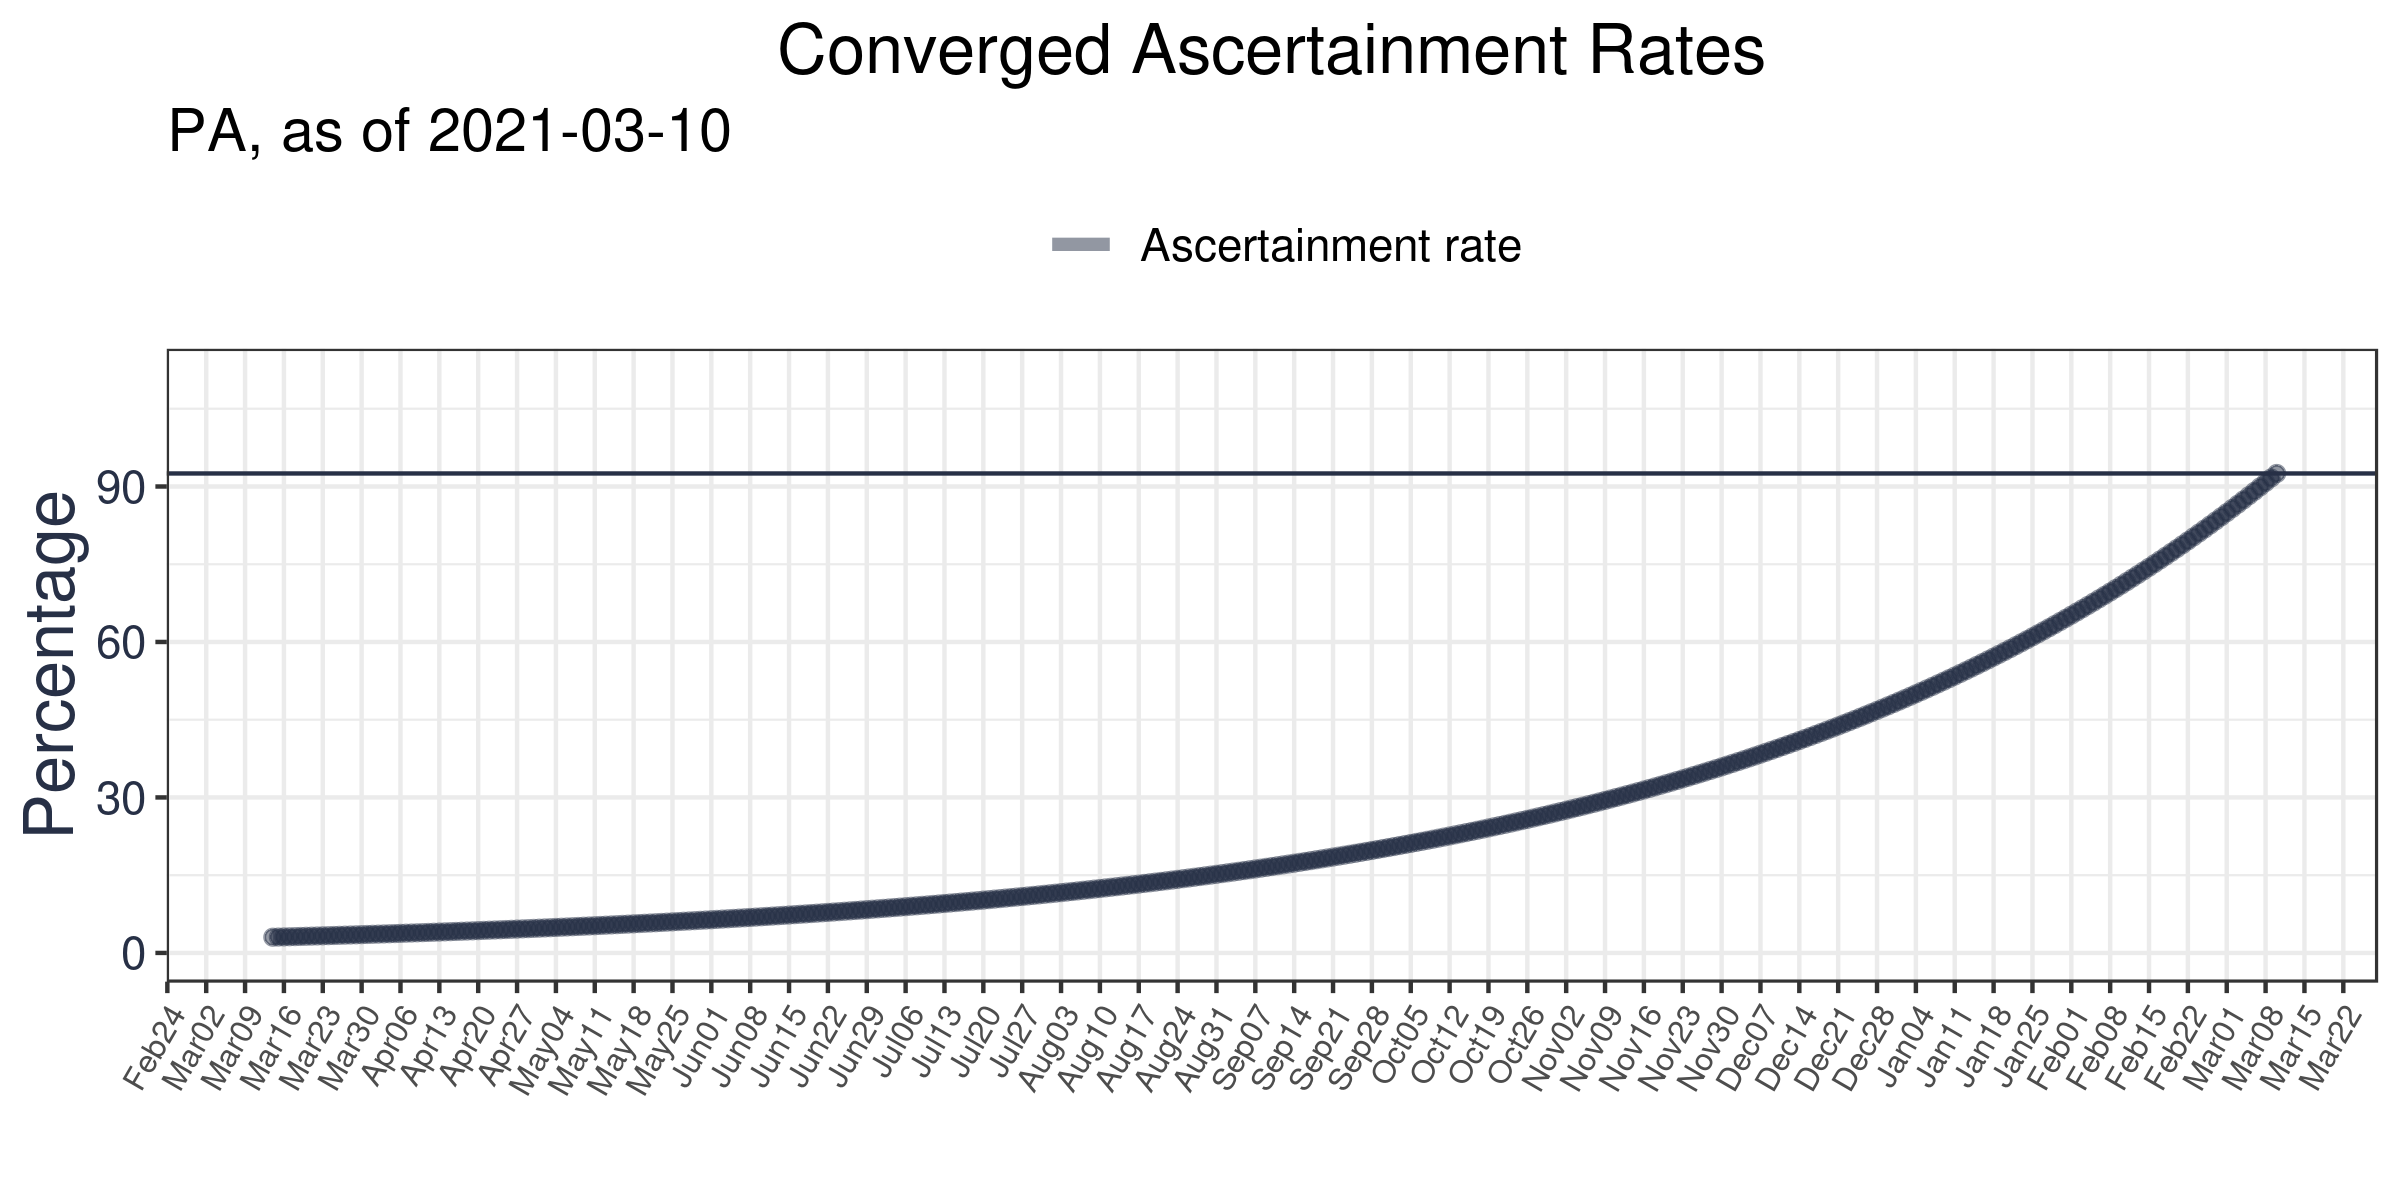 Converged Ascertainment Rates
PA, as of 2021-03-10
Ascertainment rate
Percentage
90
60
30
0
Feb24 Mar02 Mar09 Mar16 Mar23 Mar30 Apr06 Apr13 Apr20 Apr27 May04 May11 May18 May25 Jun01 Jun08 Jun15 Jun22 Jun29 Jul06 Jul13 Jul20 Jul27 Aug03 Aug10 Aug17 Aug24 Aug31 Sep07 Sep14 Sep21 Sep28 Oct05 Oct12 Oct19 Oct26 Nov02 Nov09 Nov16 Nov23 Nov30 Dec07 Dec14 Dec21 Dec28 Jan04 Jan11 Jan18 Jan25 Feb01 Feb08 Feb15 Feb22 Mar01 Mar08 Mar15 Mar22